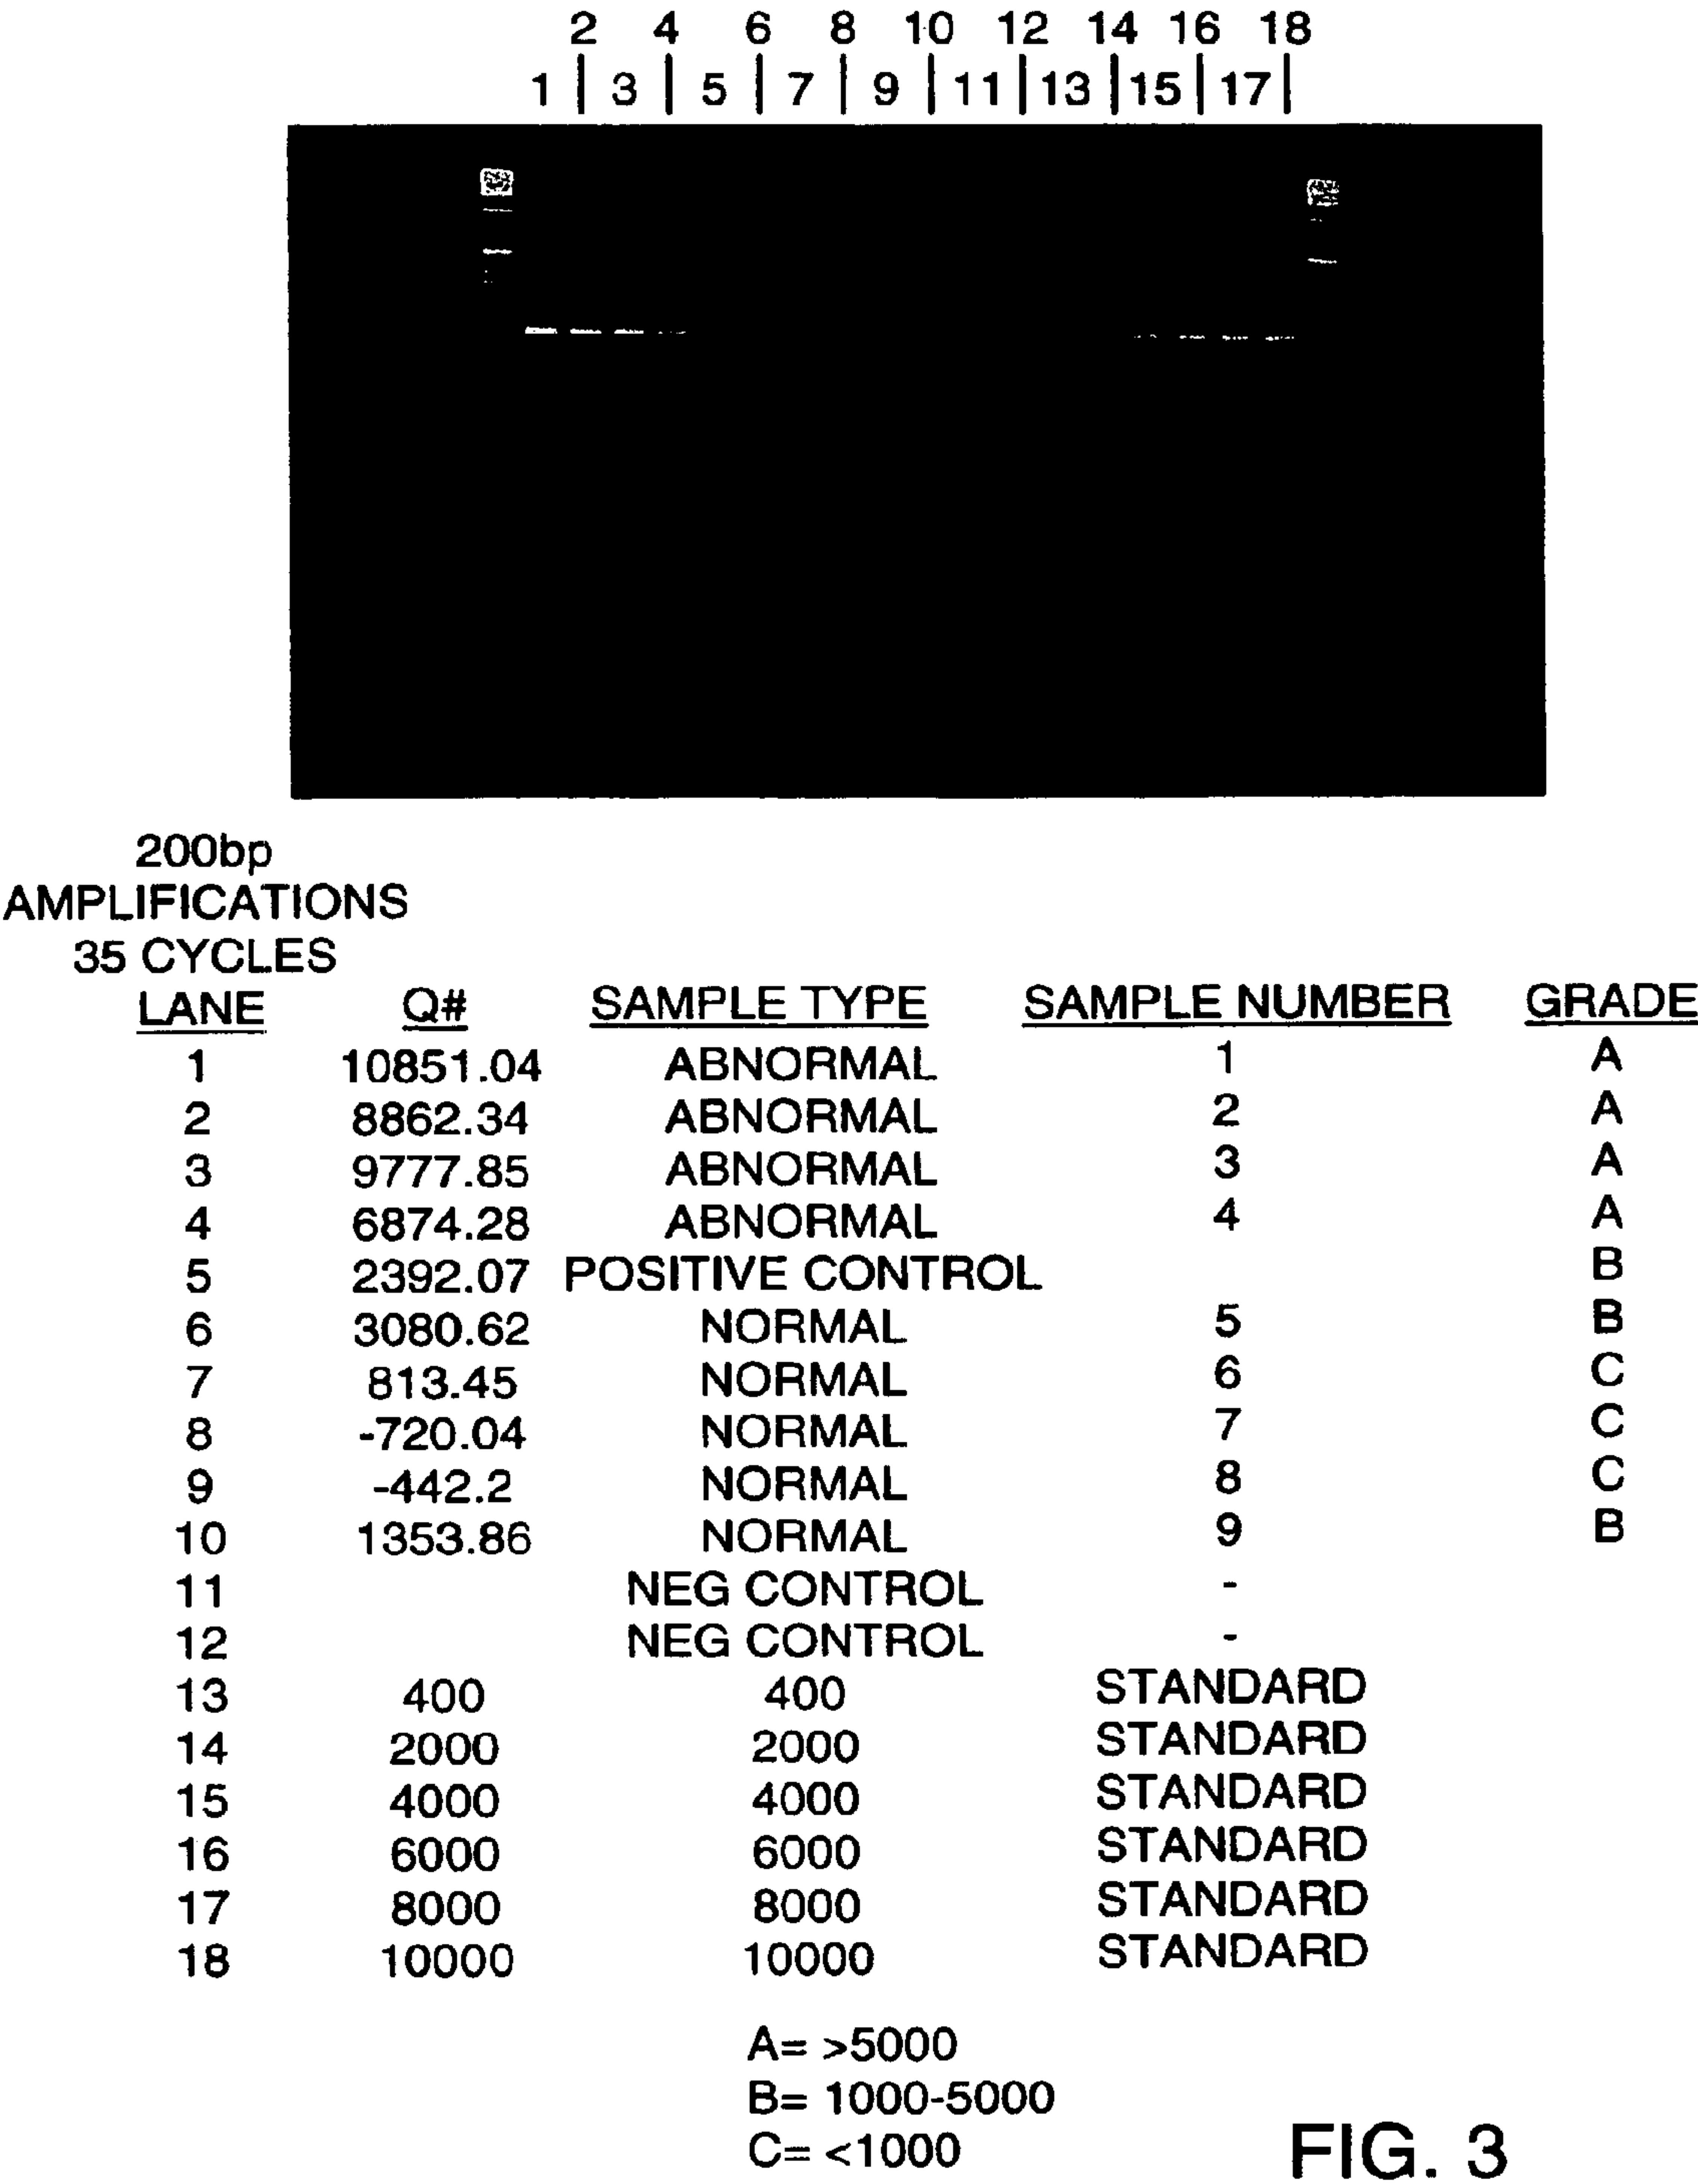 2 4 6 8 10 12 14 16 18
1 3 5 7 9 11 13 15 17
200bp
AMPLIFICATIONS
35 CYCLES
LANE Q# SAMPLE TYPE SAMPLE NUMBER GRADE
1 10851.04 ABNORMAL 1 A
2 8862.34 ABNORMAL 2 A
3 9777.85 ABNORMAL 3 A
4 6874.28 ABNORMAL 4 A
5 2392.07 POSITIVE CONTROL B
6 3080.62 NORMAL 5 B
7 813.45 NORMAL 6 C
8 -720.04 NORMAL 7 C
9 -442.2 NORMAL 8 C
10 1353.86 NORMAL 9 B
11 NEG CONTROL -
12 NEG CONTROL -
13 400 400 STANDARD
14 2000 2000 STANDARD
15 4000 4000 STANDARD
16 6000 6000 STANDARD
17 8000 8000 STANDARD
18 10000 10000 STANDARD
A= >5000
B= 1000-5000
C= <1000
FIG. 3